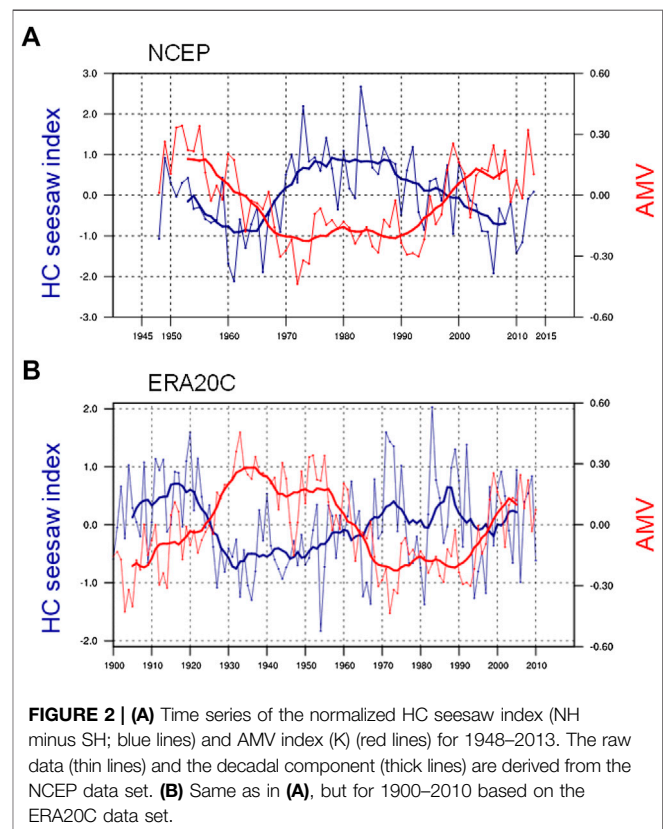 A
NCEP
3.0
2.0
1.0
0.0
-1.0
-2.0
-3.0
HC seesaw index
0.60
0.30
0.00
-0.30
-0.60
AMV
1945 1950 1960 1970 1980 1990 2000 2010 2015
B
ERA20C
2.0
1.0
0.0
-1.0
-2.0
HC seesaw index
0.60
0.30
0.00
-0.30
-0.60
AMV
1900 1910 1920 1930 1940 1950 1960 1970 1980 1990 2000 2010
FIGURE 2 | (A) Time series of the normalized HC seesaw index (NH
minus SH; blue lines) and AMV index (K) (red lines) for 1948–2013. The raw
data (thin lines) and the decadal component (thick lines) are derived from the
NCEP data set. (B) Same as in (A), but for 1900–2010 based on the
ERA20C data set.